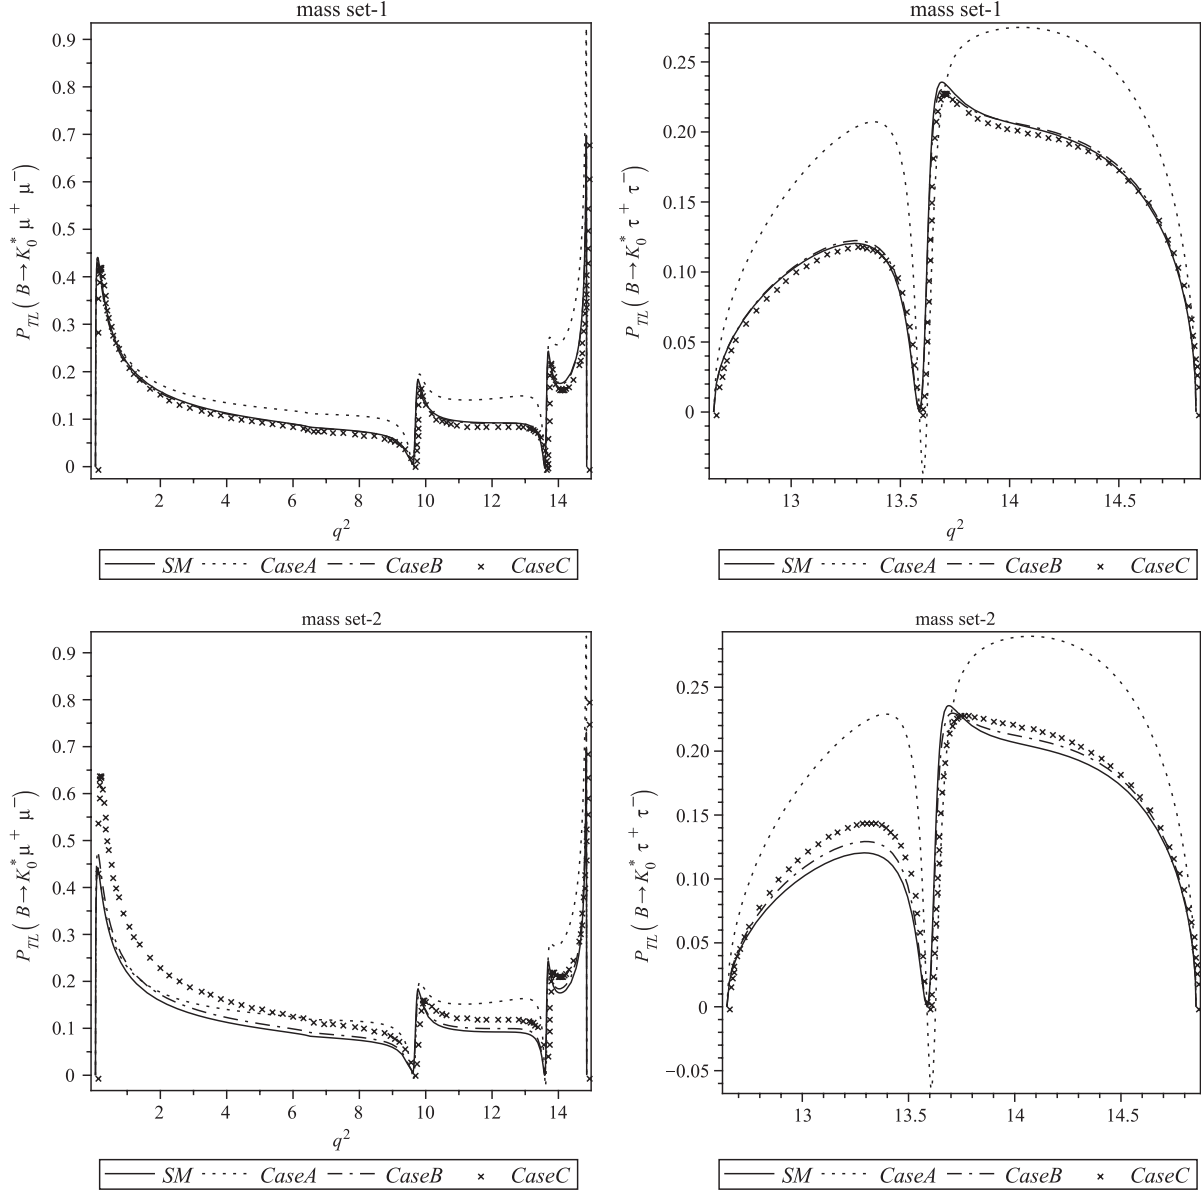 mass set-1
0.9
0.8
0.7
0.6
0.5
0.4
0.3
0.2
0.1
0
P_TL ( B→K_0^* μ^+ μ^− )
2 4 6 8 10 12 14
q^2
SM CaseA CaseB CaseC
mass set-1
0.25
0.20
0.15
0.10
0.05
0
P_TL ( B→K_0^* τ^+ τ^− )
13 13.5 14 14.5
q^2
SM CaseA CaseB CaseC
mass set-2
0.9
0.8
0.7
0.6
0.5
0.4
0.3
0.2
0.1
0
P_TL ( B→K_0^* μ^+ μ^− )
2 4 6 8 10 12 14
q^2
SM CaseA CaseB CaseC
mass set-2
0.25
0.20
0.15
0.10
0.05
0
−0.05
P_TL ( B→K_0^* τ^+ τ^− )
13 13.5 14 14.5
SM CaseA CaseB CaseC